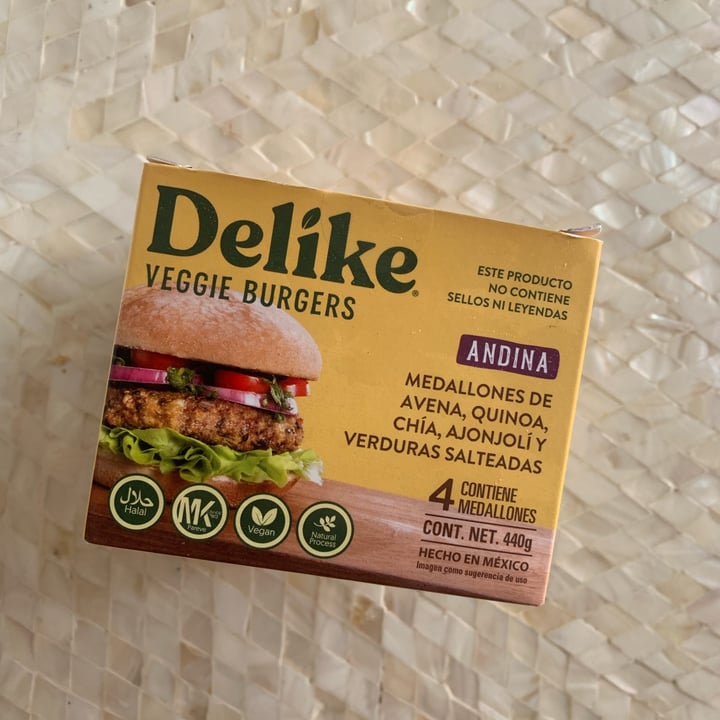 Delike
VEGGIE BURGERS
ESTE PRODUCTO
NO CONTIENE
SELLOS NI LEYENDAS
ANDINA
MEDALLONES DE
AVENA, QUINOA,
CHÍA, AJONJOLÍ Y
VERDURAS SALTEADAS
4 CONTIENE
MEDALLONES
CONT. NET. 440g
HECHO EN MÉXICO
Imagen como sugerencia de uso
حلال
Halal
MK
Pareve
Vegan
Natural
Process